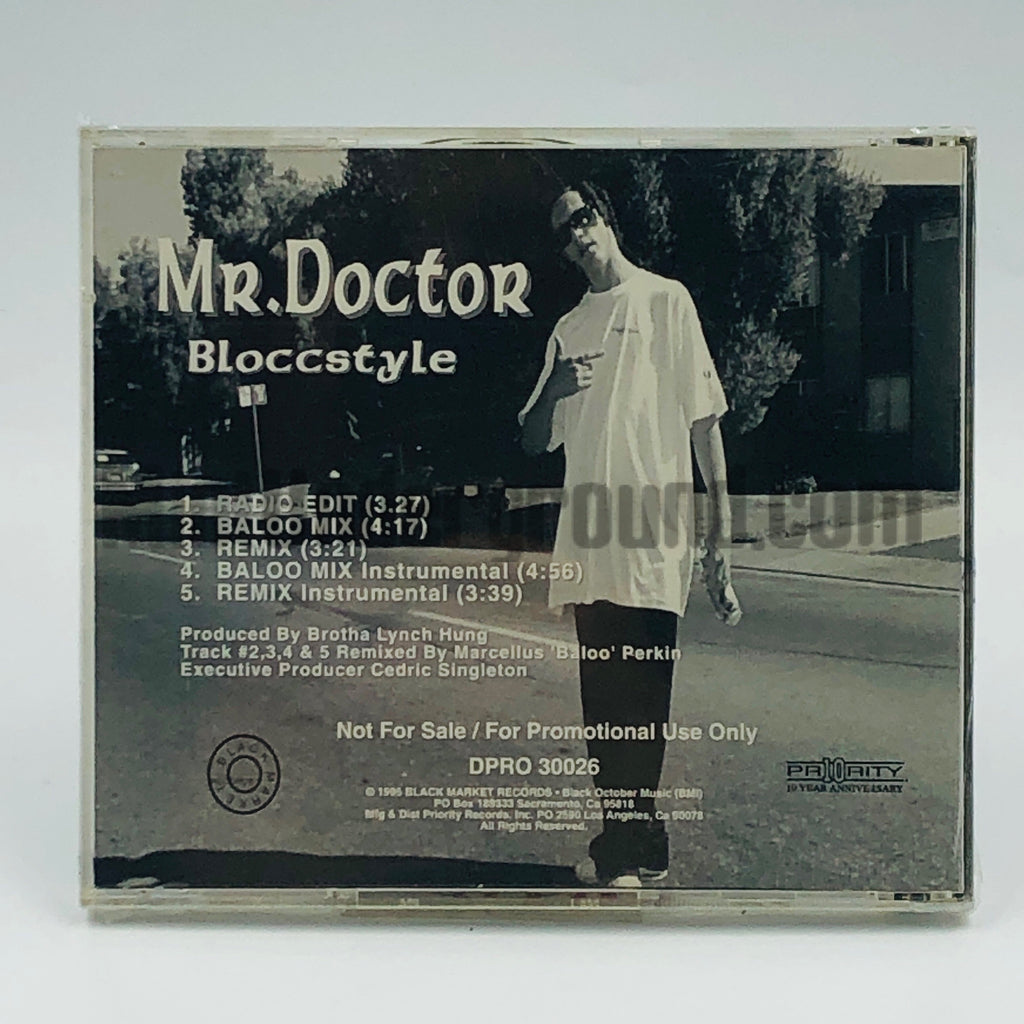 Mr. Doctor
Bloccstyle
1. RADIO EDIT (3.27)
2. BALOO MIX (4:17)
3. REMIX (3:21)
4. BALOO MIX Instrumental (4:56)
5. REMIX Instrumental (3:39)
Produced By Brotha Lynch Hung
Track #2,3,4 & 5 Remixed By Marcellus 'Baloo' Perkin
Executive Producer Cedric Singleton
Not For Sale / For Promotional Use Only
DPRO 30026
© 1995 BLACK MARKET RECORDS • Black October Music (BMI)
PO Box 189333 Sacramento, Ca 95818
Mfg & Dist Priority Records, Inc. PO 2590 Los Angeles, Ca 90078
All Rights Reserved.
BLACK MARKET
PRIORITY
10 YEAR ANNIVERSARY